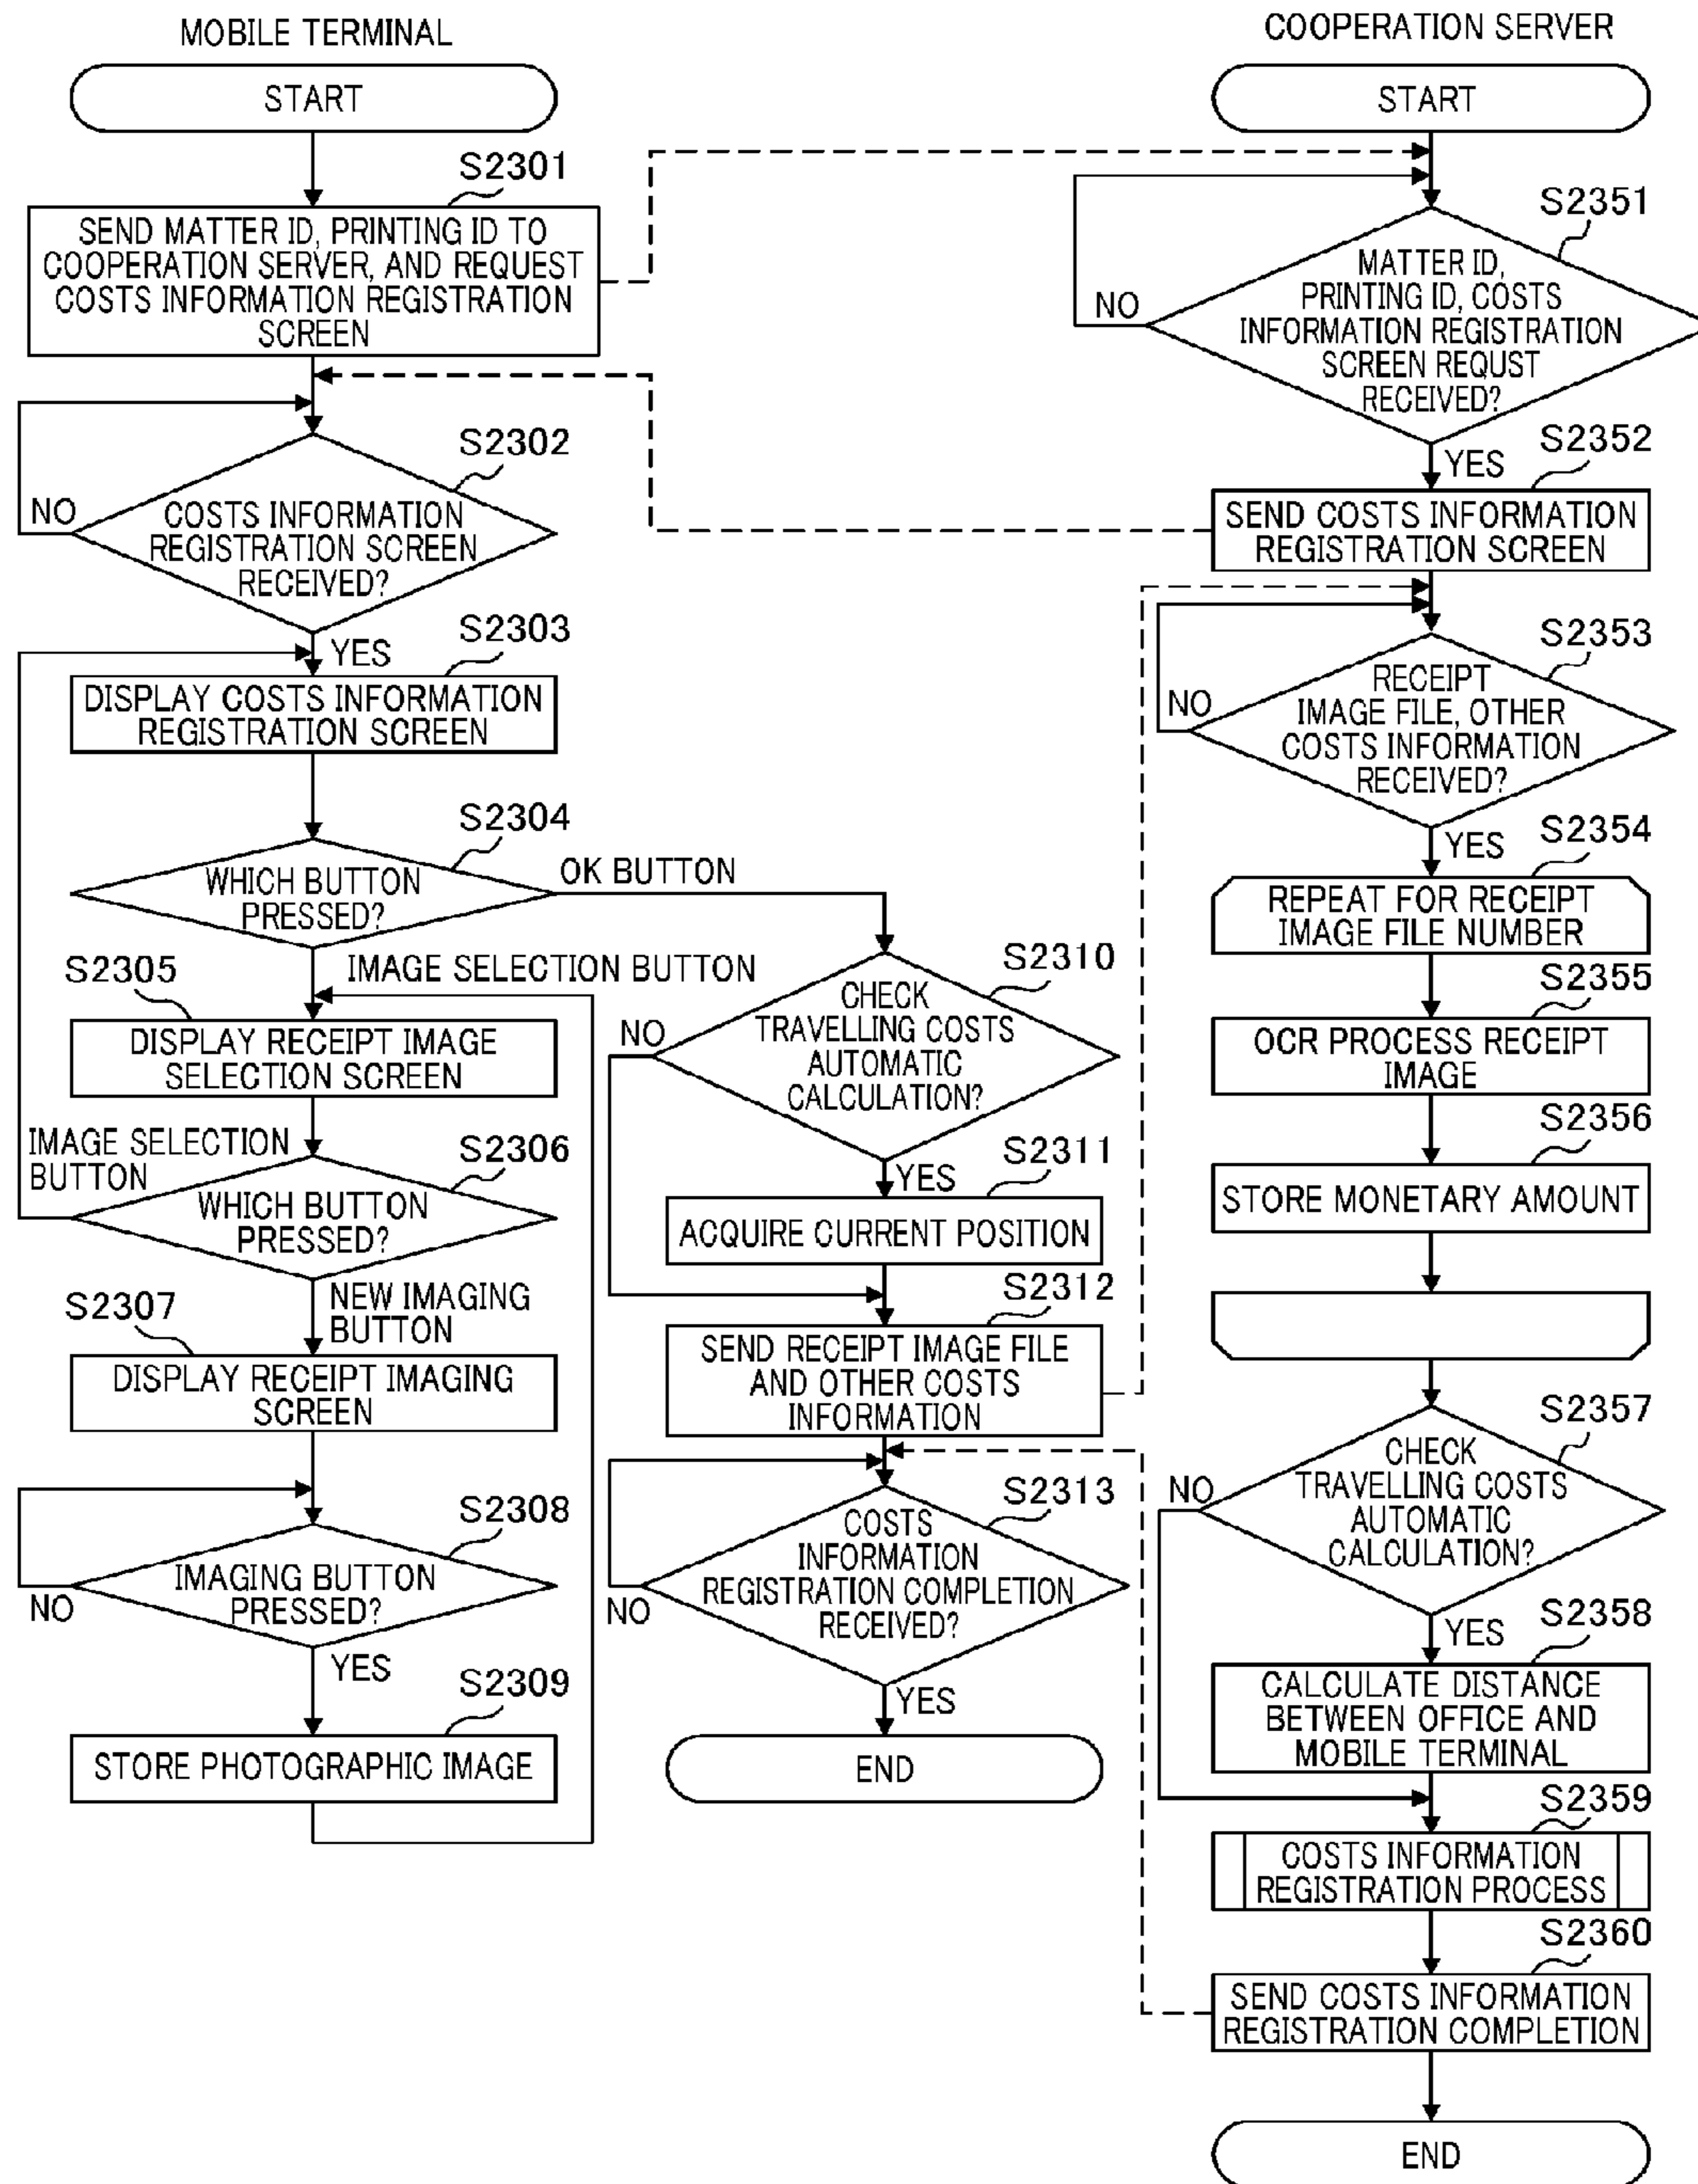 MOBILE TERMINAL
START
S2301
SEND MATTER ID, PRINTING ID TO
COOPERATION SERVER, AND REQUEST
COSTS INFORMATION REGISTRATION
SCREEN
S2302
NO
COSTS INFORMATION
REGISTRATION SCREEN
RECEIVED?
YES
S2303
DISPLAY COSTS INFORMATION
REGISTRATION SCREEN
S2304
WHICH BUTTON
PRESSED?
OK BUTTON
IMAGE SELECTION BUTTON
S2305
DISPLAY RECEIPT IMAGE
SELECTION SCREEN
IMAGE SELECTION
BUTTON
S2306
WHICH BUTTON
PRESSED?
NEW IMAGING
BUTTON
S2307
DISPLAY RECEIPT IMAGING
SCREEN
S2308
IMAGING BUTTON
PRESSED?
NO
YES
S2309
STORE PHOTOGRAPHIC IMAGE
S2310
NO
CHECK
TRAVELLING COSTS
AUTOMATIC
CALCULATION?
YES
S2311
ACQUIRE CURRENT POSITION
S2312
SEND RECEIPT IMAGE FILE
AND OTHER COSTS
INFORMATION
S2313
COSTS
INFORMATION
REGISTRATION COMPLETION
RECEIVED?
NO
YES
END
COOPERATION SERVER
START
S2351
NO
MATTER ID,
PRINTING ID, COSTS
INFORMATION REGISTRATION
SCREEN REQUST
RECEIVED?
YES
S2352
SEND COSTS INFORMATION
REGISTRATION SCREEN
S2353
NO
RECEIPT
IMAGE FILE, OTHER
COSTS INFORMATION
RECEIVED?
YES
S2354
REPEAT FOR RECEIPT
IMAGE FILE NUMBER
S2355
OCR PROCESS RECEIPT
IMAGE
S2356
STORE MONETARY AMOUNT
S2357
NO
CHECK
TRAVELLING COSTS
AUTOMATIC
CALCULATION?
YES
S2358
CALCULATE DISTANCE
BETWEEN OFFICE AND
MOBILE TERMINAL
S2359
COSTS INFORMATION
REGISTRATION PROCESS
S2360
SEND COSTS INFORMATION
REGISTRATION COMPLETION
END